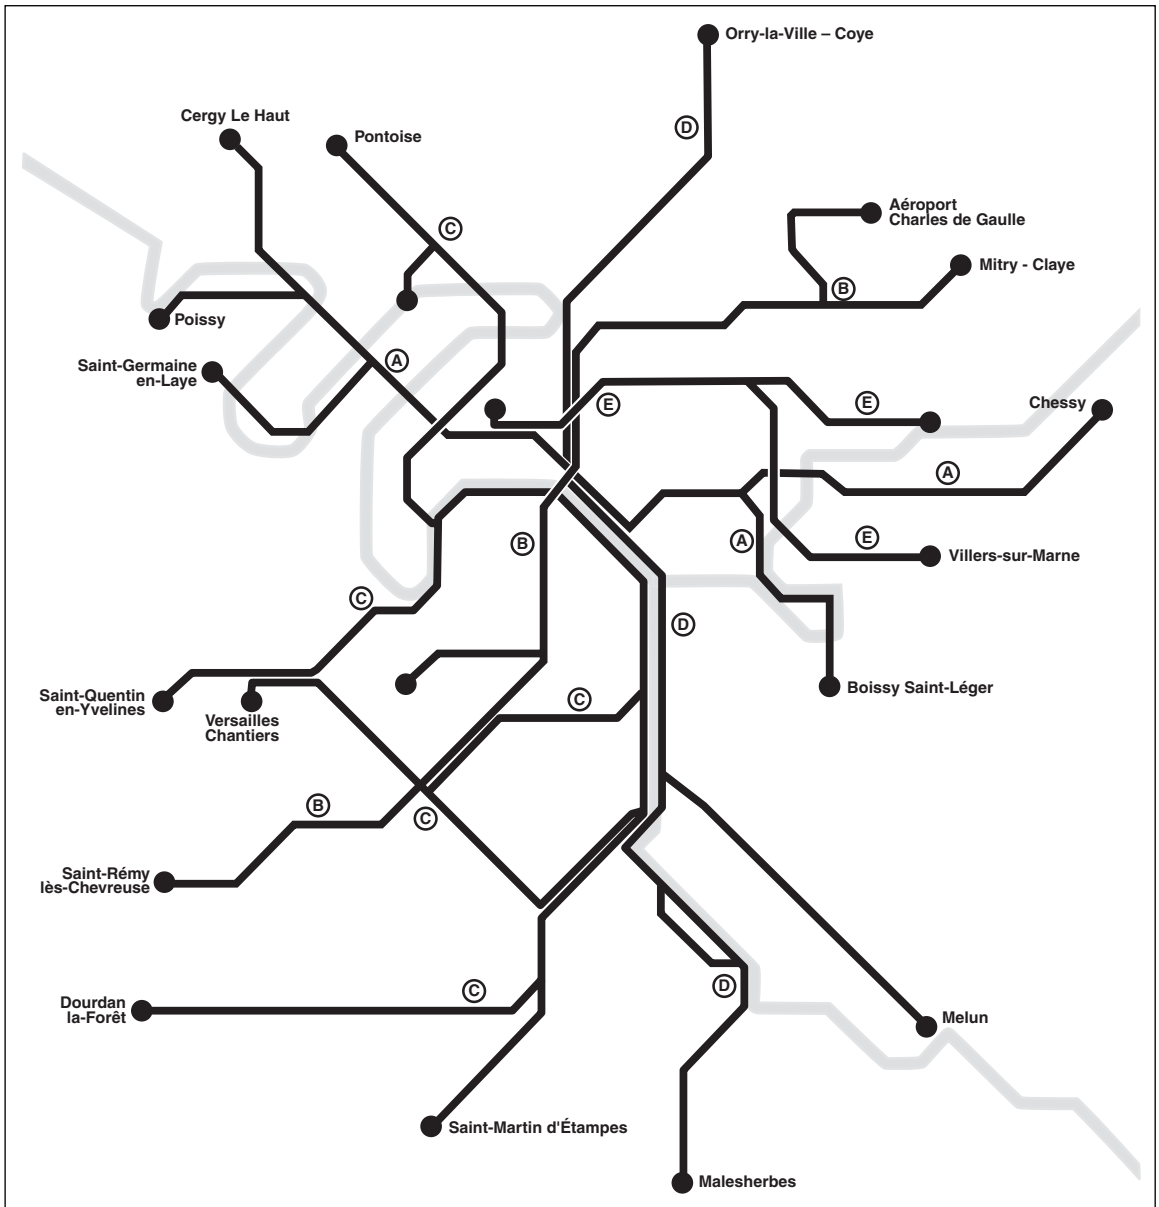 Orry-la-Ville – Coye
D
Cergy Le Haut
Pontoise
C
Aéroport
Charles de Gaulle
Mitry - Claye
B
Poissy
Saint-Germaine
en-Laye
A
E
E
Chessy
A
B
A
E
Villers-sur-Marne
C
D
Saint-Quentin
en-Yvelines
Versailles
Chantiers
C
Boissy Saint-Léger
B
C
Saint-Rémy
lès-Chevreuse
Dourdan
la-Forêt
C
D
Melun
Saint-Martin d'Étampes
Malesherbes